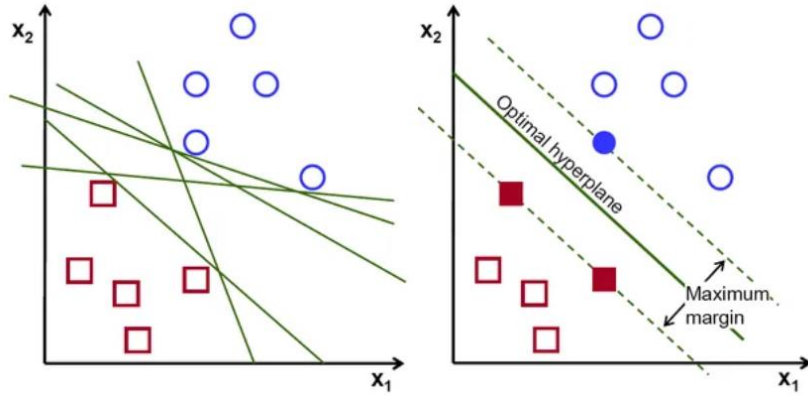 x₂
x₁
x₂
Optimal hyperplane
Maximum
margin
x₁